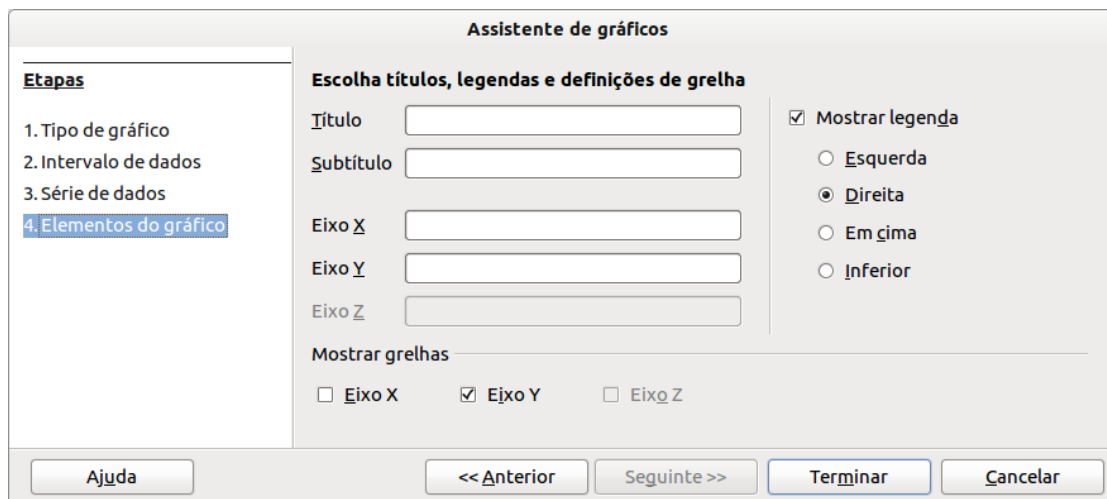 Assistente de gráficos
Etapas
1. Tipo de gráfico
2. Intervalo de dados
3. Série de dados
4. Elementos do gráfico
Escolha títulos, legendas e definições de grelha
Título
Subtítulo
Eixo X
Eixo Y
Eixo Z
Mostrar legenda
Esquerda
Direita
Em cima
Inferior
Mostrar grelhas
Eixo X Eixo Y Eixo Z
Ajuda << Anterior Seguinte >> Terminar Cancelar